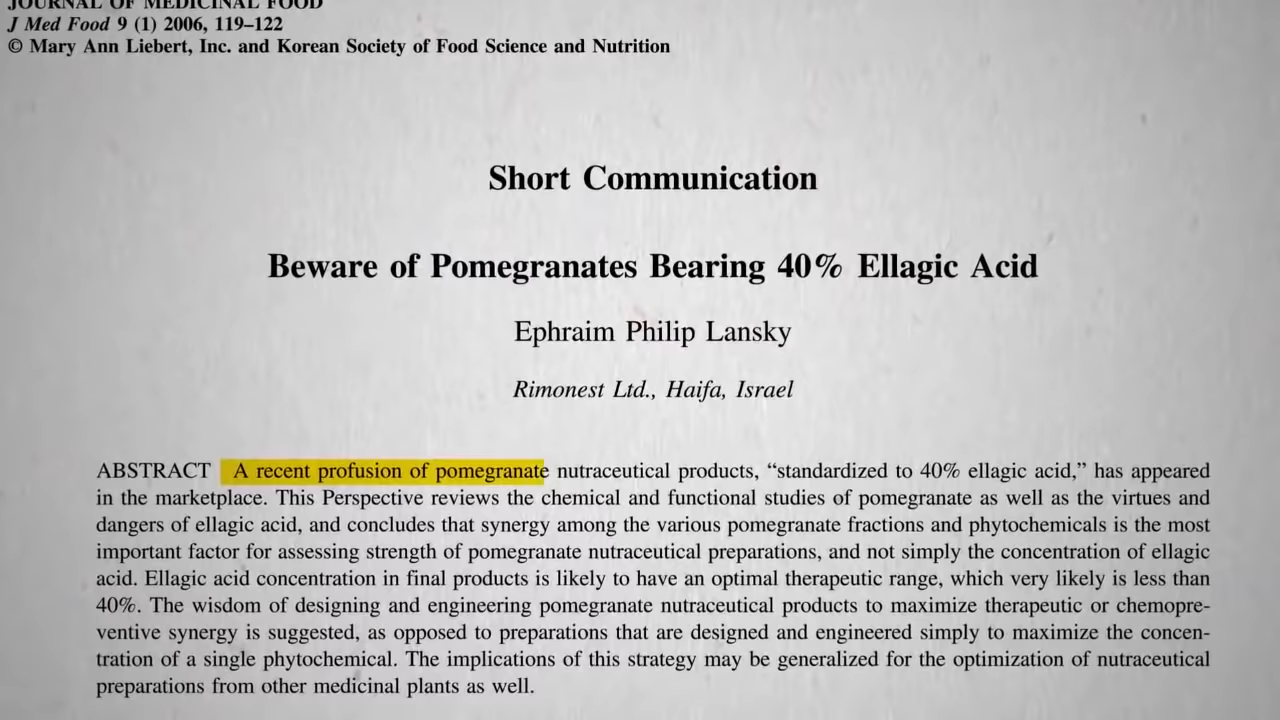 JOURNAL OF MEDICINAL FOOD
J Med Food 9 (1) 2006, 119–122
© Mary Ann Liebert, Inc. and Korean Society of Food Science and Nutrition
Short Communication
Beware of Pomegranates Bearing 40% Ellagic Acid
Ephraim Philip Lansky
Rimonest Ltd., Haifa, Israel
ABSTRACT A recent profusion of pomegranate nutraceutical products, “standardized to 40% ellagic acid,” has appeared
in the marketplace. This Perspective reviews the chemical and functional studies of pomegranate as well as the virtues and
dangers of ellagic acid, and concludes that synergy among the various pomegranate fractions and phytochemicals is the most
important factor for assessing strength of pomegranate nutraceutical preparations, and not simply the concentration of ellagic
acid. Ellagic acid concentration in final products is likely to have an optimal therapeutic range, which very likely is less than
40%. The wisdom of designing and engineering pomegranate nutraceutical products to maximize therapeutic or chemopre-
ventive synergy is suggested, as opposed to preparations that are designed and engineered simply to maximize the concen-
tration of a single phytochemical. The implications of this strategy may be generalized for the optimization of nutraceutical
preparations from other medicinal plants as well.